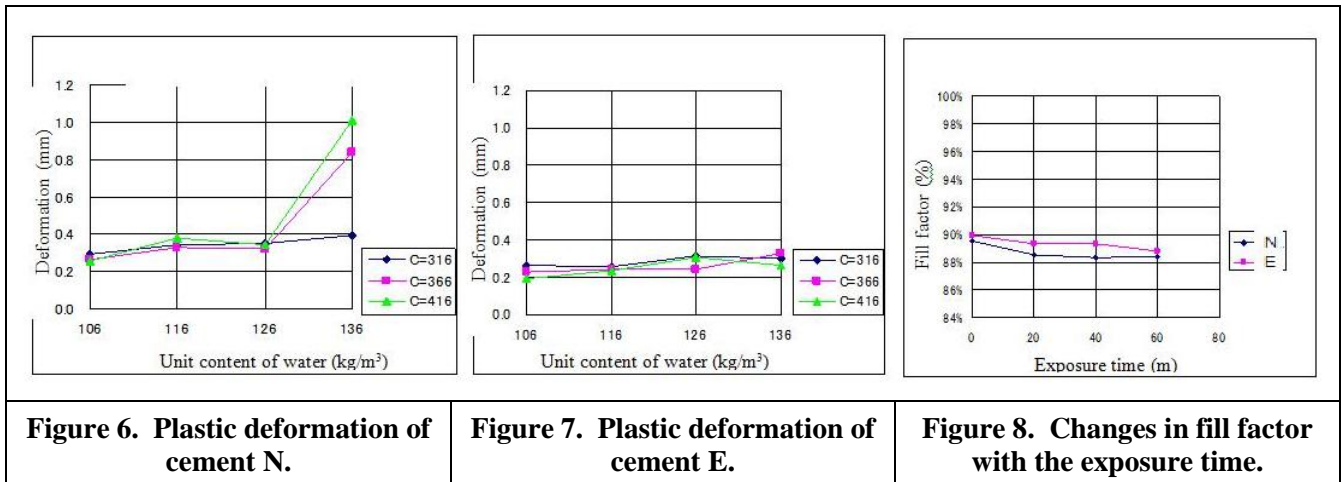 Deformation (mm)
1.2
1.0
0.8
0.6
0.4
0.2
0.0
106 116 126 136
Unit content of water (kg/m³)
C=316
C=366
C=416
Deformation (mm)
1.2
1.0
0.8
0.6
0.4
0.2
0.0
106 116 126 136
Unit content of water (kg/m³)
C=316
C=366
C=416
Fill factor (%)
100%
98%
96%
94%
92%
90%
88%
86%
84%
0 20 40 60 80
Exposure time (m)
N
E
Figure 6. Plastic deformation of
cement N.
Figure 7. Plastic deformation of
cement E.
Figure 8. Changes in fill factor
with the exposure time.